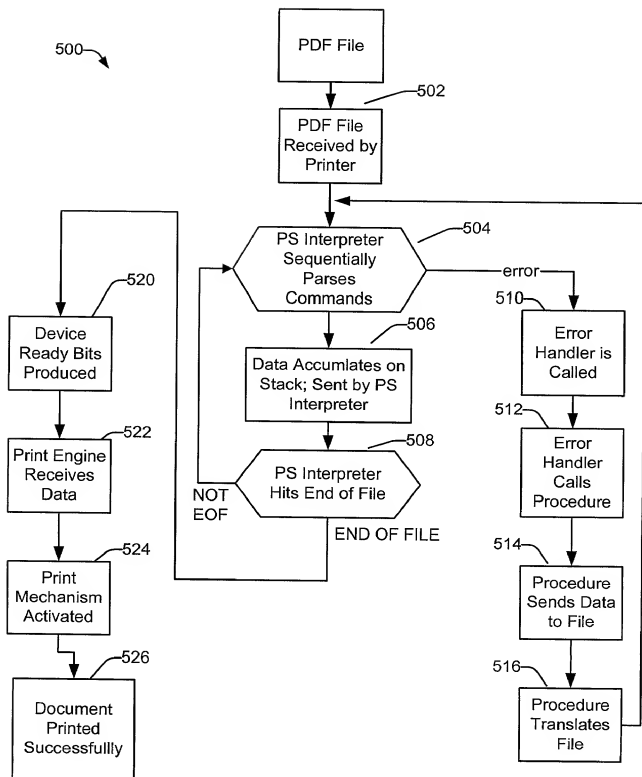 500
PDF File
502
PDF File
Received by
Printer
504
PS Interpreter
Sequentially
Parses
Commands
error
506
Data Accumlates on
Stack; Sent by PS
Interpreter
508
PS Interpreter
Hits End of File
NOT
EOF
END OF FILE
510
Error
Handler is
Called
512
Error
Handler
Calls
Procedure
514
Procedure
Sends Data
to File
516
Procedure
Translates
File
520
Device
Ready Bits
Produced
522
Print Engine
Receives
Data
524
Print
Mechanism
Activated
526
Document
Printed
Successfully